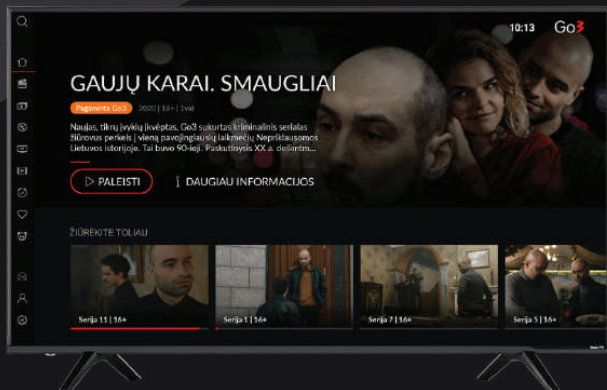 10:13
Go3
GAUJŲ KARAI. SMAUGLIAI
Pagaminta Go3 2020 | 16+ | 1val
Naujas, tikrų įvykių įkvėptas, Go3 sukurtas kriminalinis serialas
žiūrovus perkels į vieną pavojingiausių laikmečių Nepriklausomos
Lietuvos istorijoje. Tai buvo 90-ieji. Paskutinysis XX a. dešimtm...
PALEISTI
DAUGIAU INFORMACIJOS
ŽIŪRĖKITE TOLIAU
Serija 11 | 16+
Serija 1 | 16+
Serija 7 | 16+
Serija 5 | 16+